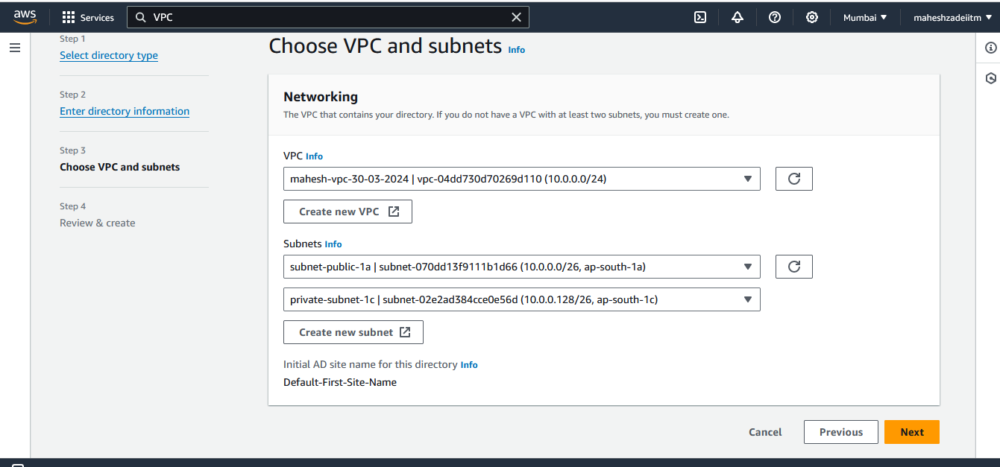 aws
Services
VPC
Mumbai
maheshzadeiitm
Step 1
Select directory type
Step 2
Enter directory information
Step 3
Choose VPC and subnets
Step 4
Review & create
Choose VPC and subnets Info
Networking
The VPC that contains your directory. If you do not have a VPC with at least two subnets, you must create one.
VPC Info
mahesh-vpc-30-03-2024 | vpc-04dd730d70269d110 (10.0.0.0/24)
Create new VPC
Subnets Info
subnet-public-1a | subnet-070dd13f9111b1d66 (10.0.0.0/26, ap-south-1a)
private-subnet-1c | subnet-02e2ad384cce0e56d (10.0.0.128/26, ap-south-1c)
Create new subnet
Initial AD site name for this directory Info
Default-First-Site-Name
Cancel
Previous
Next